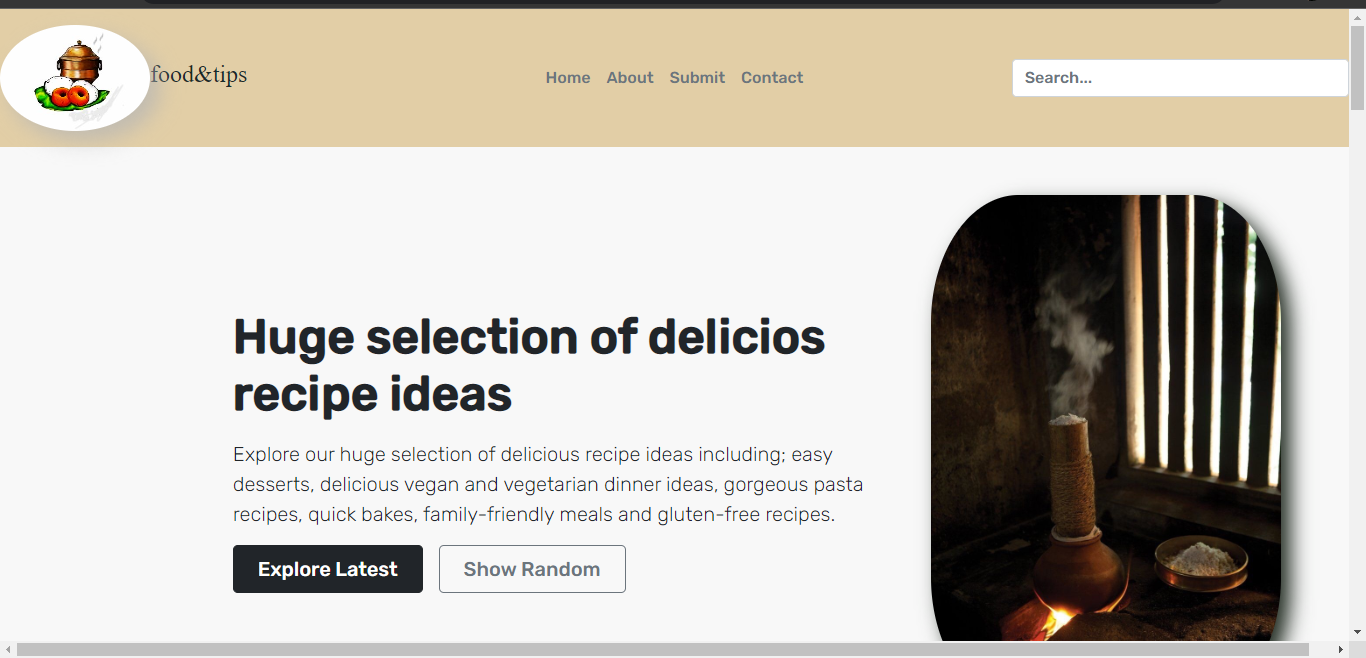 food&tips
Home About Submit Contact
Search...
Huge selection of delicios
recipe ideas
Explore our huge selection of delicious recipe ideas including; easy
desserts, delicious vegan and vegetarian dinner ideas, gorgeous pasta
recipes, quick bakes, family-friendly meals and gluten-free recipes.
Explore Latest Show Random